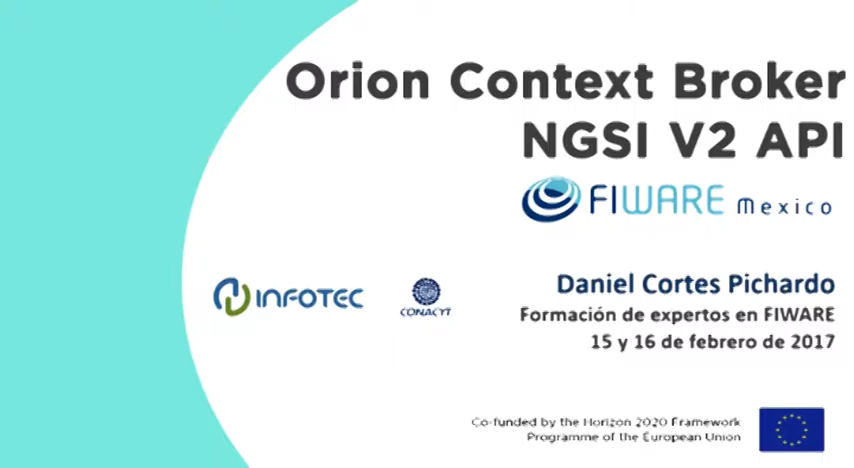 Orion Context Broker
NGSI V2 API
FIWARE Mexico
INFOTEC
CONACYT
Daniel Cortes Pichardo
Formación de expertos en FIWARE
15 y 16 de febrero de 2017
Co-funded by the Horizon 2020 Framework
Programme of the European Union